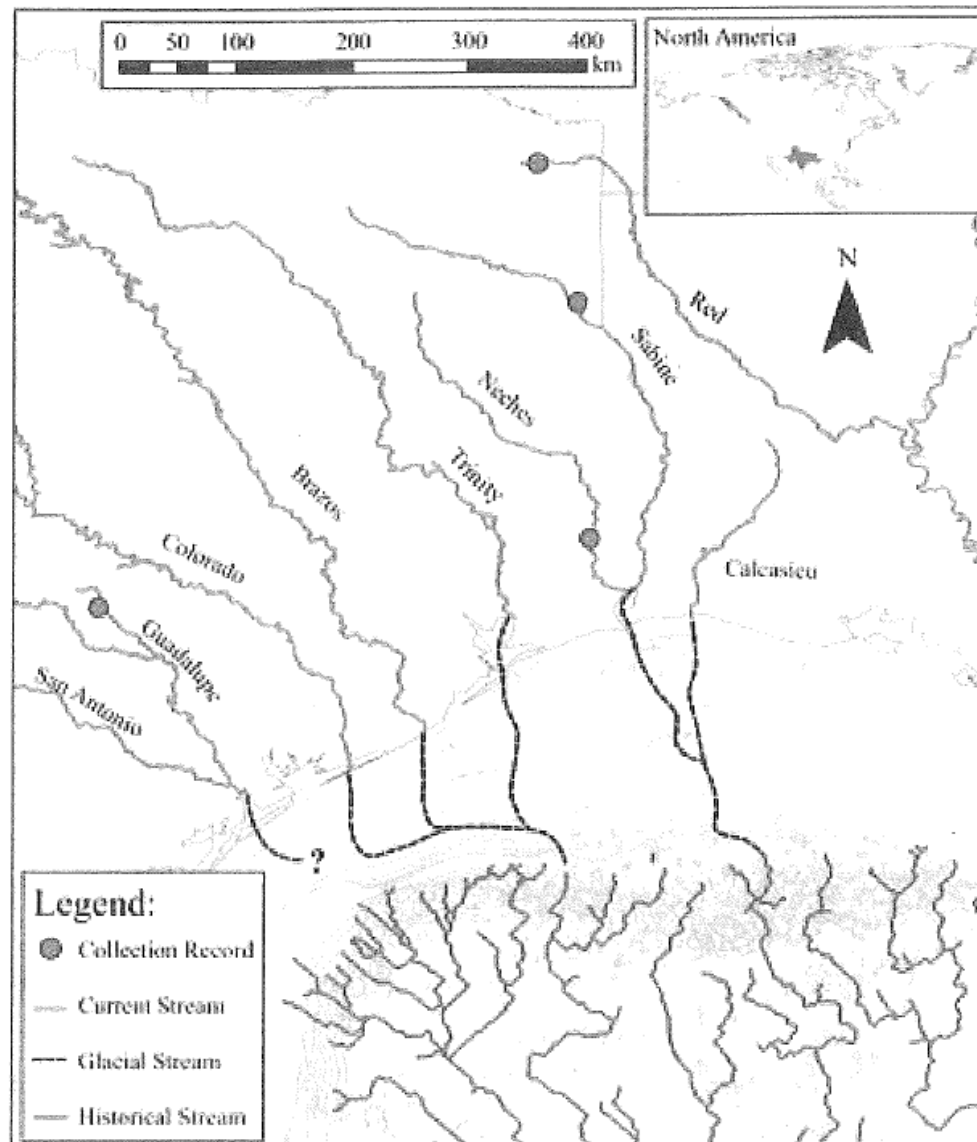 0 50 100 200 300 400
km
North America
N
Red
Sabine
Neches
Trinity
Brazos
Colorado
Calcasieu
Guadalupe
San Antonio
?
Legend:
Collection Record
Current Stream
Glacial Stream
Historical Stream